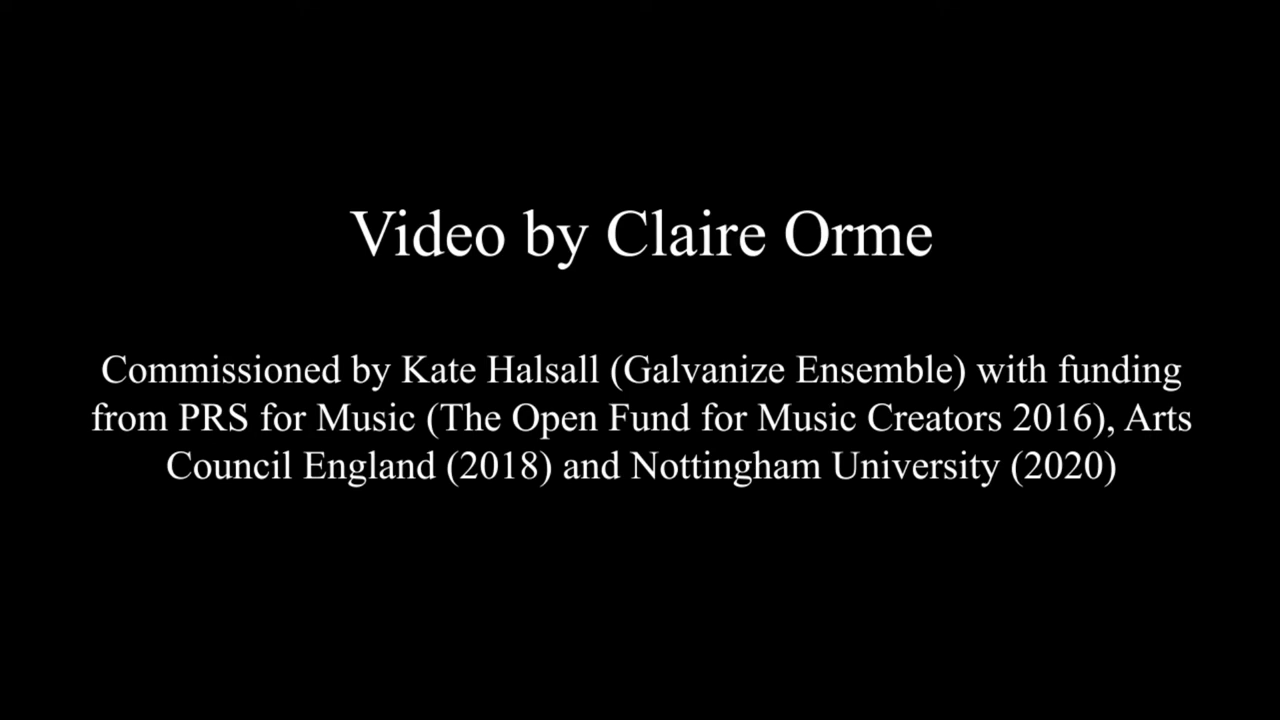 Video by Claire Orme
Commissioned by Kate Halsall (Galvanize Ensemble) with funding
from PRS for Music (The Open Fund for Music Creators 2016), Arts
Council England (2018) and Nottingham University (2020)